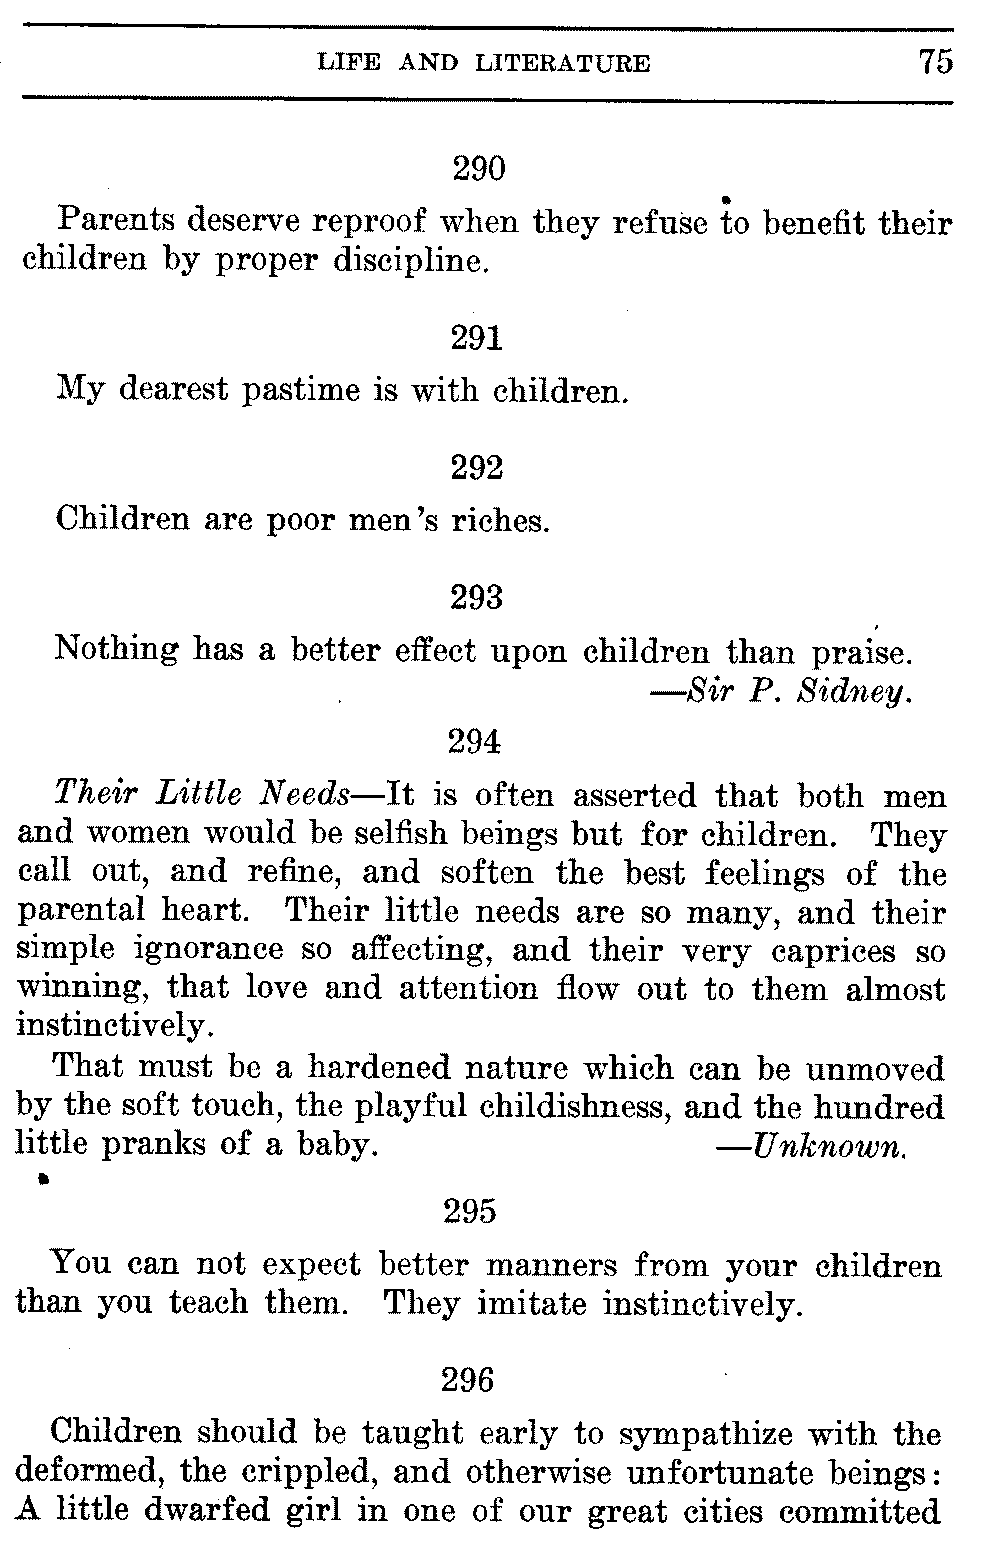 LIFE AND LITERATURE 75
290
Parents deserve reproof when they refuse to benefit their
children by proper discipline.
291
My dearest pastime is with children.
292
Children are poor men's riches.
293
Nothing has a better effect upon children than praise.
—Sir P. Sidney.
294
Their Little Needs—It is often asserted that both men
and women would be selfish beings but for children. They
call out, and refine, and soften the best feelings of the
parental heart. Their little needs are so many, and their
simple ignorance so affecting, and their very caprices so
winning, that love and attention flow out to them almost
instinctively.
That must be a hardened nature which can be unmoved
by the soft touch, the playful childishness, and the hundred
little pranks of a baby. —Unknown.
295
You can not expect better manners from your children
than you teach them. They imitate instinctively.
296
Children should be taught early to sympathize with the
deformed, the crippled, and otherwise unfortunate beings:
A little dwarfed girl in one of our great cities committed